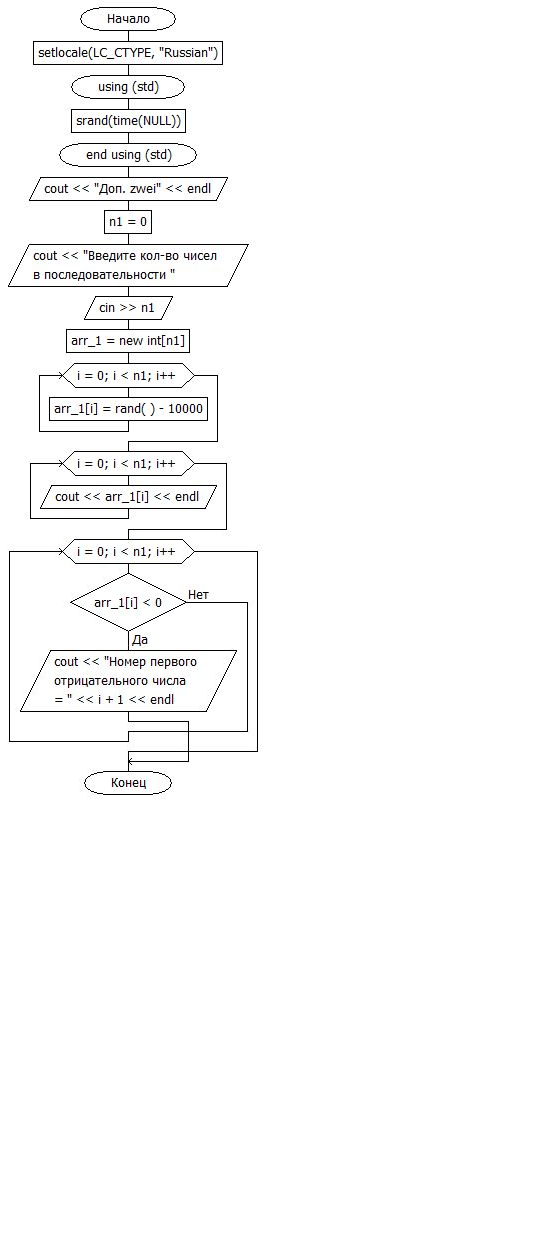 Начало
setlocale(LC_CTYPE, "Russian")
using (std)
srand(time(NULL))
end using (std)
cout << "Доп. zwei" << endl
n1 = 0
cout << "Введите кол-во чисел
в последовательности "
cin >> n1
arr_1 = new int[n1]
i = 0; i < n1; i++
arr_1[i] = rand( ) - 10000
i = 0; i < n1; i++
cout << arr_1[i] << endl
i = 0; i < n1; i++
arr_1[i] < 0
Нет
Да
cout << "Номер первого
отрицательного числа
= " << i + 1 << endl
Конец